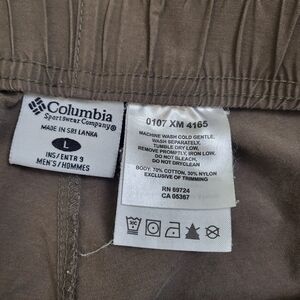 Columbia
Sportswear Company®
MADE IN SRI LANKA
L
INS/ENTR 9
MEN'S/HOMMES
0107 XM 4165
MACHINE WASH COLD GENTLE,
WASH SEPARATELY,
TUMBLE DRY LOW,
REMOVE PROMPTLY, IRON LOW,
DO NOT BLEACH,
DO NOT DRYCLEAN
BODY: 70% COTTON, 30% NYLON
EXCLUSIVE OF TRIMMING
RN 69724
CA 05367